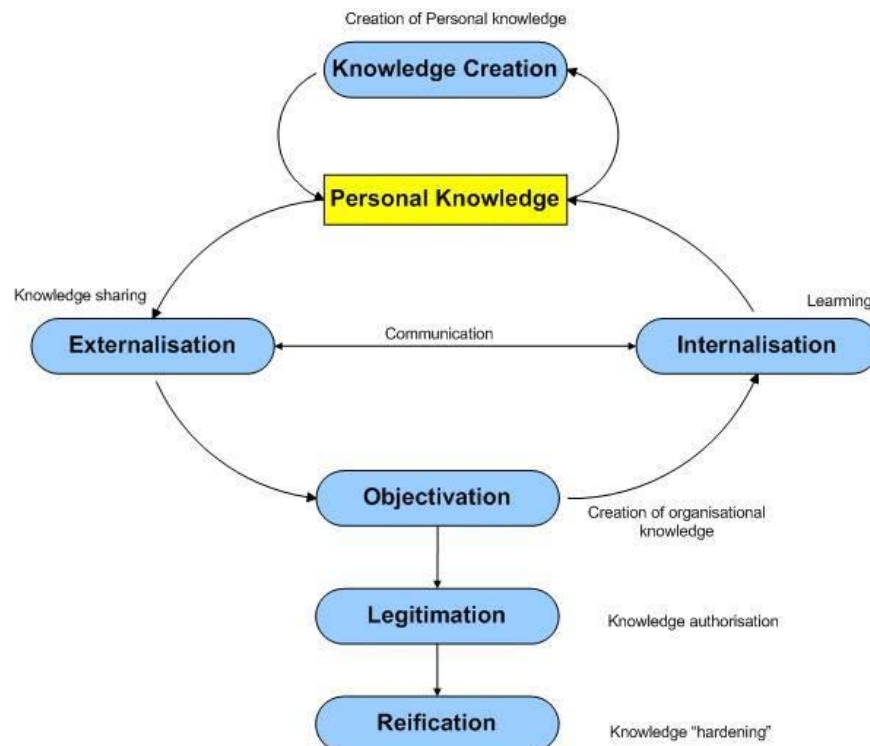 Creation of Personal knowledge
Knowledge Creation
Personal Knowledge
Knowledge sharing
Learning
Externalisation
Communication
Internalisation
Objectivation
Creation of organisational
knowledge
Legitimation
Knowledge authorisation
Reification
Knowledge “hardening”